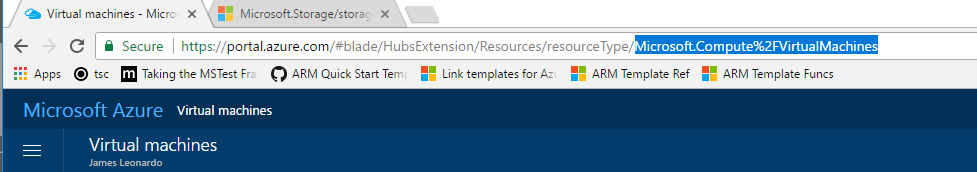 Virtual machines - Micros
Microsoft.Storage/storag
Secure https://portal.azure.com/#blade/HubsExtension/Resources/resourceType/Microsoft.Compute%2FVirtualMachines
Apps tsc Taking the MSTest Fra ARM Quick Start Temp Link templates for Azu ARM Template Ref ARM Template Funcs
Microsoft Azure Virtual machines
Virtual machines
James Leonardo